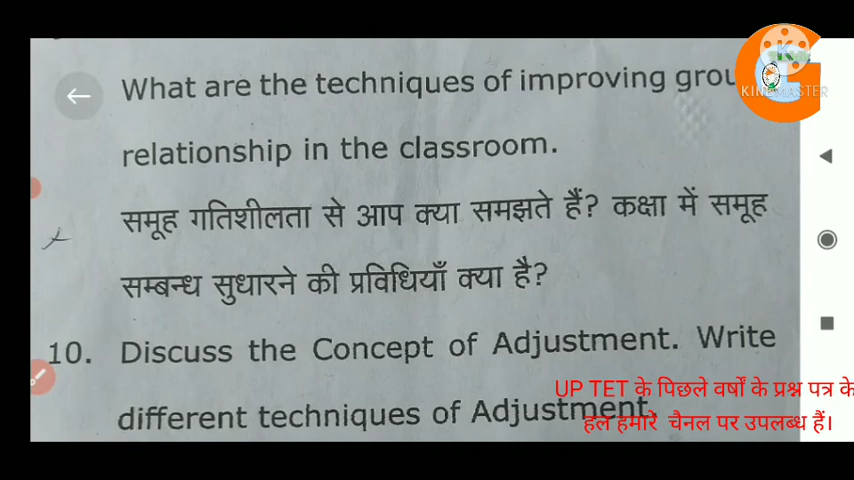 What are the techniques of improving grou
relationship in the classroom.
समूह गतिशीलता से आप क्या समझते हैं? कक्षा में समूह
सम्बन्ध सुधारने की प्रविधियाँ क्या है?
10. Discuss the Concept of Adjustment. Write
different techniques of Adjustment.
UP TET के पिछले वर्षों के प्रश्न पत्र के
हल हमारे चैनल पर उपलब्ध हैं।
K
KINEMASTER